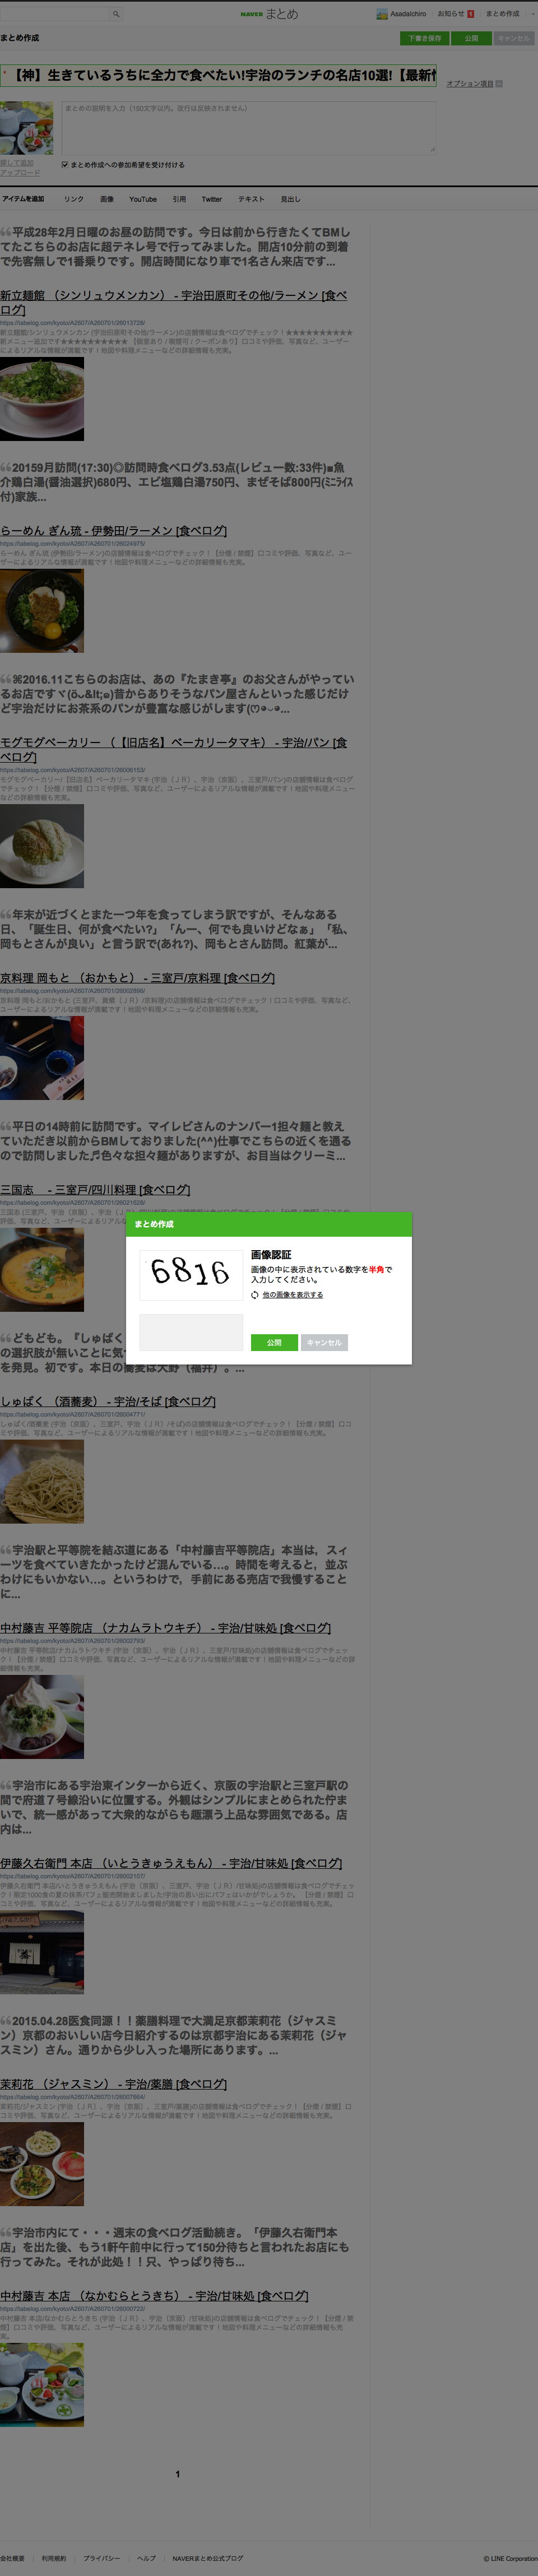 NAVER まとめ
AsadaIchiro
お知らせ
まとめ作成
まとめ作成
下書き保存
公開
キャンセル
【神】生きているうちに全力で食べたい!宇治のランチの名店10選!【最新
オプション項目
まとめの説明を入力（150文字以内。改行は反映されません）
探して追加
アップロード
まとめ作成への参加希望を受け付ける
アイテムを追加 リンク 画像 YouTube 引用 Twitter テキスト 見出し
平成28年2月日曜のお昼の訪問です。今日は前から行きたくてBMし
てたこちらのお店に超テネレ号で行ってみました。開店10分前の到着
で先客無しで1番乗りです。開店時間になり車で1名さん来店です...
新立麺館 （シンリュウメンカン） - 宇治田原町その他/ラーメン [食べ
ログ]
https://tabelog.com/kyoto/A2607/A260701/26013728/
新立麺館/シンリュウメンカン (宇治田原町その他/ラーメン)の店舗情報は食べログでチェック！★★★★★★★★★★
新メニュー追加です★★★★★★★★★★ 【個室あり / 喫煙可 / クーポンあり】口コミや評価、写真など、ユーザー
によるリアルな情報が満載です！地図や料理メニューなどの詳細情報も充実。
20159月訪問(17:30)◎訪問時食べログ3.53点(レビュー数:33件)■魚
介鶏白湯(醤油選択)680円、エビ塩鶏白湯750円、まぜそば800円(ﾐﾆﾗｲｽ
付)家族...
らーめん ぎん琉 - 伊勢田/ラーメン [食べログ]
https://tabelog.com/kyoto/A2607/A260701/26024975/
らーめん ぎん琉 (伊勢田/ラーメン)の店舗情報は食べログでチェック！【分煙 / 禁煙】口コミや評価、写真など、ユー
ザーによるリアルな情報が満載です！地図や料理メニューなどの詳細情報も充実。
⌘2016.11こちらのお店は、あの『たまき亭』のお父さんがやってい
るお店です
昔からありそうなパン屋さんといった感じだけ
ど宇治だけにお茶系のパンが豊富な感じがします
モグモグベーカリー （【旧店名】ベーカリータマキ） - 宇治/パン [食
べログ]
https://tabelog.com/kyoto/A2607/A260701/26006153/
モグモグベーカリー/【旧店名】ベーカリータマキ (宇治（ＪＲ）、宇治（京阪）、三室戸/パン)の店舗情報は食べログ
でチェック！【分煙 / 禁煙】口コミや評価、写真など、ユーザーによるリアルな情報が満載です！地図や料理メニュー
などの詳細情報も充実。
年末が近づくとまた一つ年を食ってしまう訳ですが、そんなある
日、「誕生日、何が食べたい?」「んー、何でも良いけどなぁ」「私、
岡もとさんが良い」と言う訳で(あれ?)、岡もとさん訪問。紅葉が...
京料理 岡もと （おかもと） - 三室戸/京料理 [食べログ]
https://tabelog.com/kyoto/A2607/A260701/26002896/
ユーザーによるリアルな情報が満載です！地図や料理メニューなどの詳細情報も充実。
平日の14時前に訪問です。マイレビさんのナンバー1担々麺と教え
ていただき以前からBMしておりました(^^)仕事でこちらの近くを通る
ので訪問しました♬色々な担々麺がありますが、お目当はクリーミ...
三国志 - 三室戸/四川料理 [食べログ]
https://tabelog.com/kyoto/A2607/A260701/26021628/
まとめ作成
6816
画像認証
画像の中に表示されている数字を半角で
入力してください。
他の画像を表示する
公開
キャンセル
どもども。『しゅばく
の選択肢が無いことに気
を発見。初です。本日の蕎麦は大野（福井）。...
しゅばく （酒蕎麦） - 宇治/そば [食べログ]
https://tabelog.com/kyoto/A2607/A260701/26004771/
しゅばく/酒蕎麦 (宇治（京阪）、三室戸、宇治（ＪＲ）/そば)の店舗情報は食べログでチェック！【分煙 / 禁煙】口コ
ミや評価、写真など、ユーザーによるリアルな情報が満載です！地図や料理メニューなどの詳細情報も充実。
宇治駅と平等院を結ぶ道にある「中村藤吉平等院店」本当は，スィ
ーツを食べていきたかったけど混んでいる…。時間を考えると，並ぶ
わけにもいかない…。というわけで，手前にある売店で我慢すること
に...
中村藤吉 平等院店 （ナカムラトウキチ） - 宇治/甘味処 [食べログ]
https://tabelog.com/kyoto/A2607/A260701/26002793/
中村藤吉 平等院店/ナカムラトウキチ (宇治（京阪）、宇治（ＪＲ）、三室戸/甘味処)の店舗情報は食べログでチェッ
ク！【分煙 / 禁煙】口コミや評価、写真など、ユーザーによるリアルな情報が満載です！地図や料理メニューなどの詳
細情報も充実。
宇治市にある宇治東インターから近く、京阪の宇治駅と三室戸駅の
間で府道７号線沿いに位置する。外観はシンプルにまとめられた佇ま
いで、統一感があって大衆的ながらも趣漂う上品な雰囲気である。店
内は...
伊藤久右衛門 本店 （いとうきゅうえもん） - 宇治/甘味処 [食べログ]
https://tabelog.com/kyoto/A2607/A260701/26002107/
伊藤久右衛門 本店/いとうきゅうえもん (宇治（京阪）、三室戸、宇治（ＪＲ）/甘味処)の店舗情報は食べログでチェッ
ク！限定1000食の夏の抹茶パフェ販売開始ましました!宇治の思い出にパフェはいかがでしょうか。 【分煙 / 禁煙】口
コミや評価、写真など、ユーザーによるリアルな情報が満載です！地図や料理メニューなどの詳細情報も充実。
2015.04.28医食同源！！薬膳料理で大満足京都茉莉花（ジャスミ
ン）京都のおいしい店今日紹介するのは京都宇治にある茉莉花（ジャ
スミン）さん。通りから少し入った場所にあります。...
茉莉花 （ジャスミン） - 宇治/薬膳 [食べログ]
https://tabelog.com/kyoto/A2607/A260701/26007664/
茉莉花/ジャスミン (宇治（ＪＲ）、宇治（京阪）、三室戸/薬膳)の店舗情報は食べログでチェック！【分煙 / 禁煙】口
コミや評価、写真など、ユーザーによるリアルな情報が満載です！地図や料理メニューなどの詳細情報も充実。
宇治市内にて・・・週末の食べログ活動続き。「伊藤久右衛門本
店」を出た後、もう1軒午前中に行って150分待ちと言われたお店にも
行ってみた。それが此処！！只、やっぱり待ち...
中村藤吉 本店 （なかむらとうきち） - 宇治/甘味処 [食べログ]
https://tabelog.com/kyoto/A2607/A260701/26000722/
中村藤吉 本店/なかむらとうきち (宇治（ＪＲ）、宇治（京阪）/甘味処)の店舗情報は食べログでチェック！【分煙 / 禁
煙】口コミや評価、写真など、ユーザーによるリアルな情報が満載です！地図や料理メニューなどの詳細情報も充
実。
1
会社概要 利用規約 プライバシー ヘルプ NAVERまとめ公式ブログ
© LINE Corporation